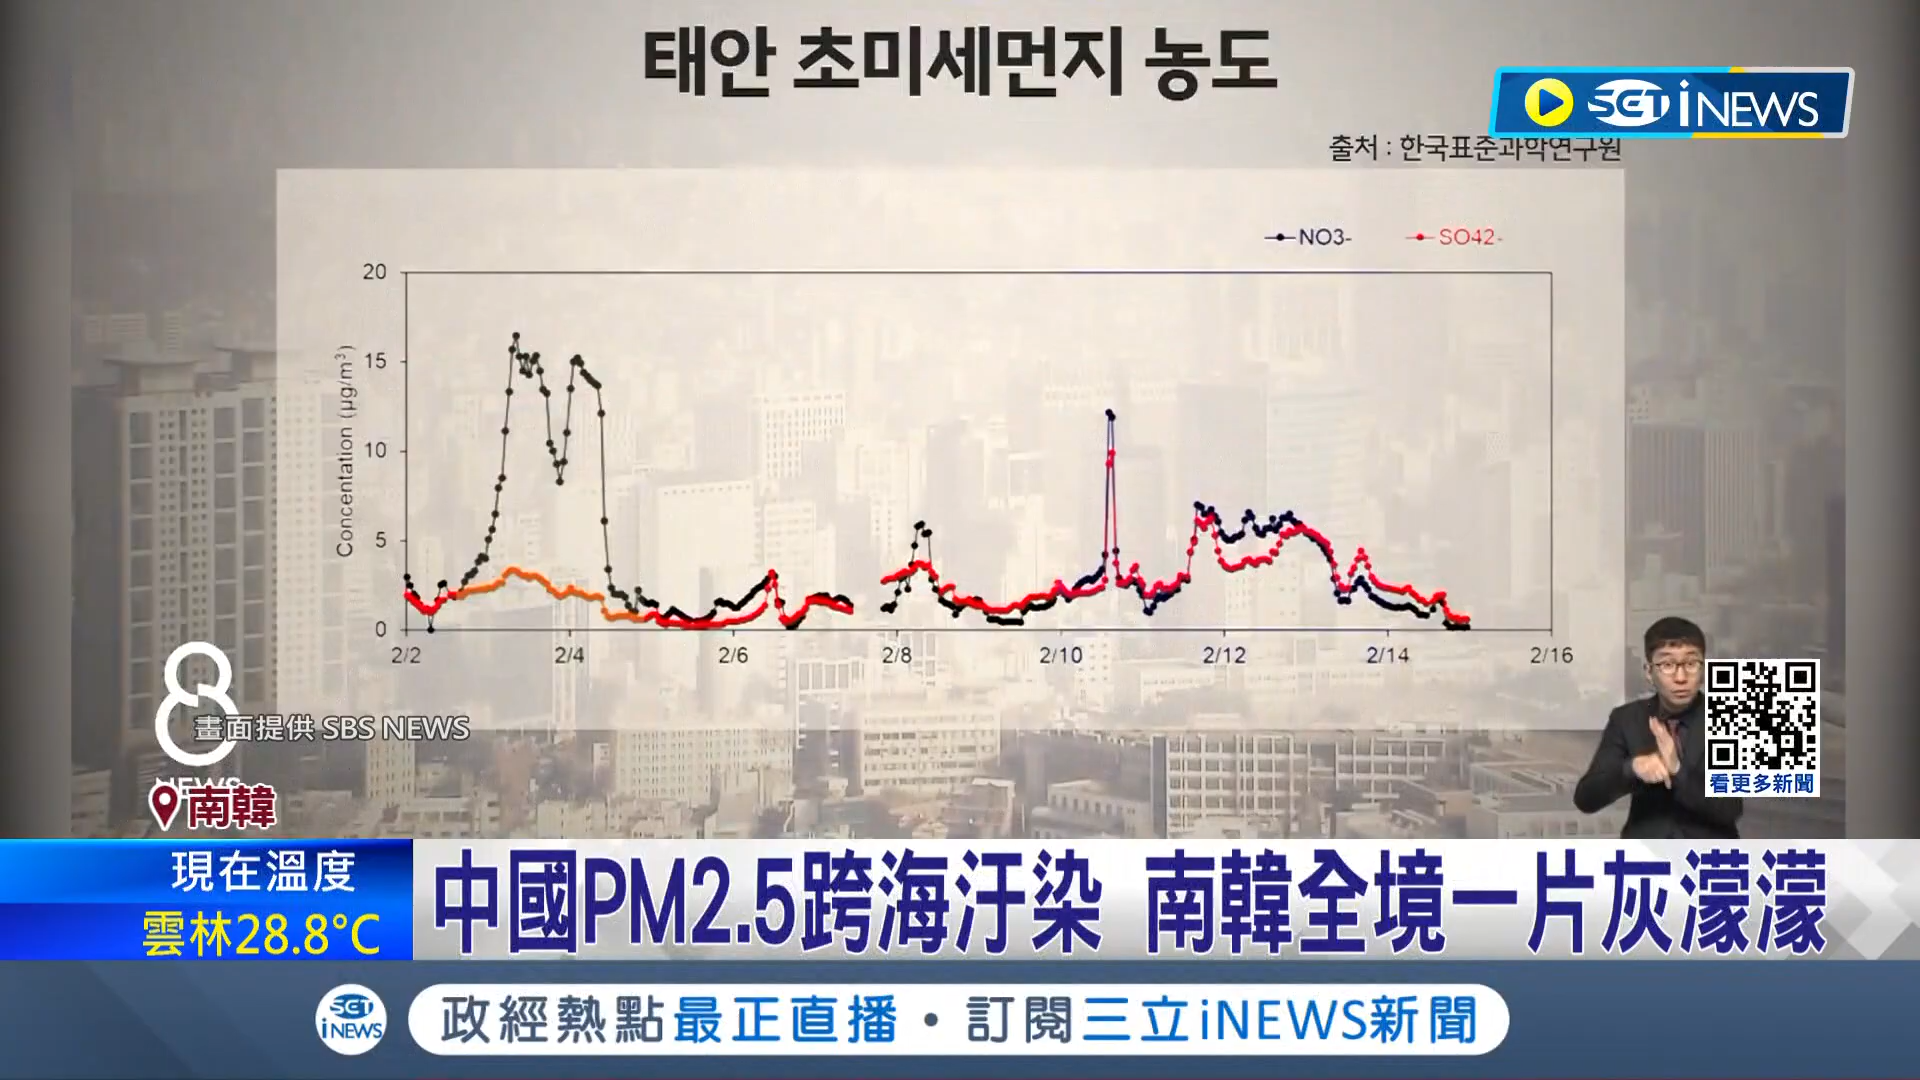 태안 초미세먼지 농도
SET iNEWS
출처 : 한국표준과학연구원
NO3-
SO42-
20
15
10
5
0
Concentration (μg/m³)
2/2
2/4
2/6
2/8
2/10
2/12
2/14
2/16
8
畫面提供 SBS NEWS
NEWS
南韓
看更多新聞
現在溫度
雲林28.8°C
中國PM2.5跨海汙染 南韓全境一片灰濛濛
SET iNEWS
政經熱點最正直播・訂閱三立iNEWS新聞